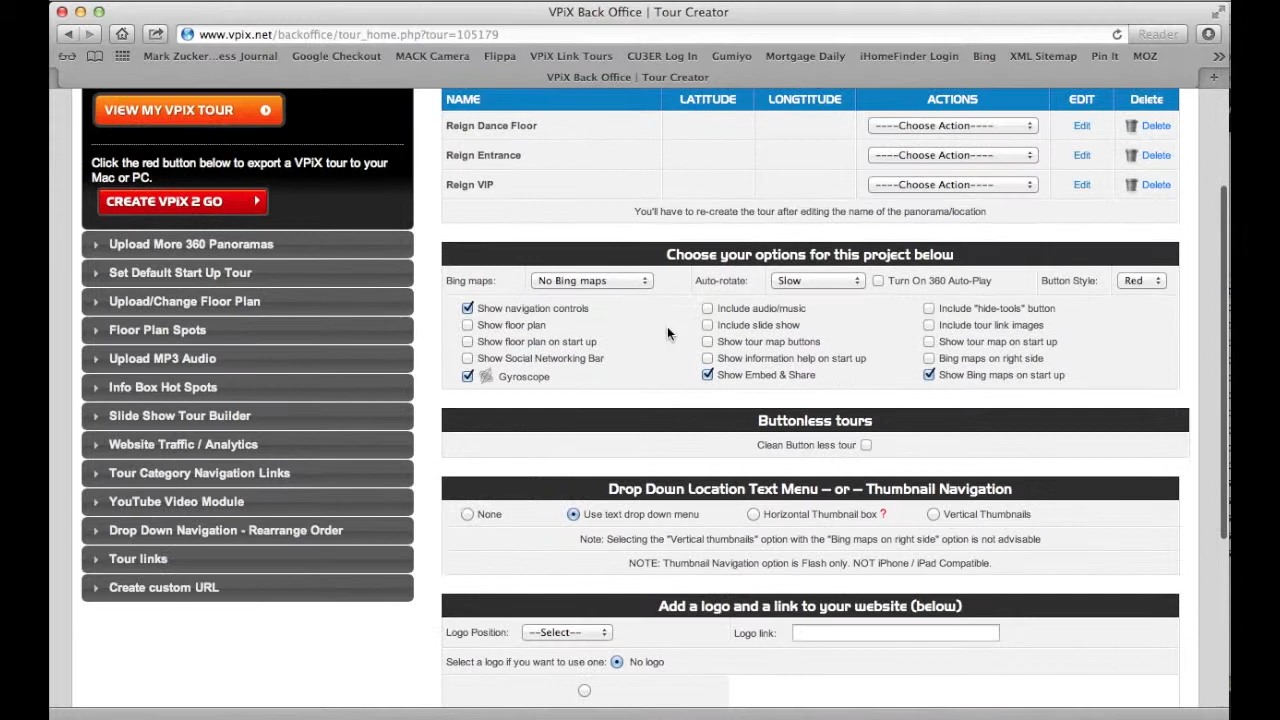 VPiX Back Office | Tour Creator
www.vpix.net/backoffice/tour_home.php?tour=105179
Reader
Mark Zucker...ess Journal Google Checkout MACK Camera Flippa VPiX Link Tours CU3ER Log In Gumiyo Mortgage Daily iHomeFinder Login Bing XML Sitemap Pin It MOZ
VPiX Back Office | Tour Creator
VIEW MY VPIX TOUR
Click the red button below to export a VPiX tour to your
Mac or PC.
CREATE VPIX 2 GO
Upload More 360 Panoramas
Set Default Start Up Tour
Upload/Change Floor Plan
Floor Plan Spots
Upload MP3 Audio
Info Box Hot Spots
Slide Show Tour Builder
Website Traffic / Analytics
Tour Category Navigation Links
YouTube Video Module
Drop Down Navigation - Rearrange Order
Tour links
Create custom URL
NAME LATITUDE LONGTITUDE ACTIONS EDIT Delete
Reign Dance Floor ----Choose Action---- Edit Delete
Reign Entrance ----Choose Action---- Edit Delete
Reign VIP ----Choose Action---- Edit Delete
You'll have to re-create the tour after editing the name of the panorama/location
Choose your options for this project below
Bing maps: No Bing maps Auto-rotate: Slow Turn On 360 Auto-Play Button Style: Red
Show navigation controls Include audio/music Include "hide-tools" button
Show floor plan Include slide show Include tour link images
Show floor plan on start up Show tour map buttons Show tour map on start up
Show Social Networking Bar Show information help on start up Bing maps on right side
Gyroscope Show Embed & Share Show Bing maps on start up
Buttonless tours
Clean Button less tour
Drop Down Location Text Menu -- or -- Thumbnail Navigation
None Use text drop down menu Horizontal Thumbnail box ? Vertical Thumbnails
Note: Selecting the "Vertical thumbnails" option with the "Bing maps on right side" option is not advisable
NOTE: Thumbnail Navigation option is Flash only. NOT iPhone / iPad Compatible.
Add a logo and a link to your website (below)
Logo Position: --Select-- Logo link:
Select a logo if you want to use one: No logo